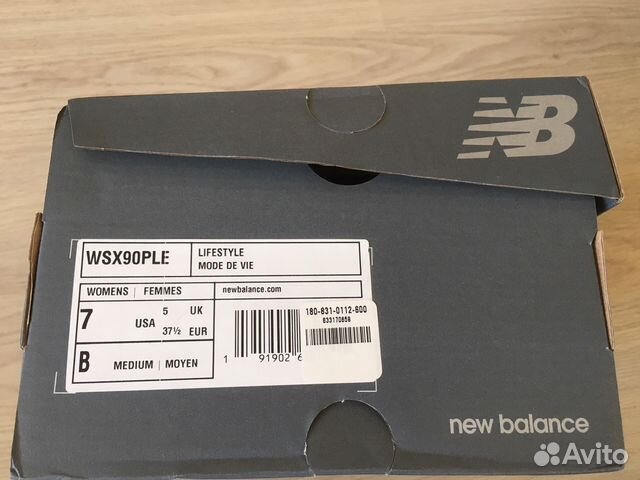 NB
WSX90PLE
LIFESTYLE
MODE DE VIE
WOMENS | FEMMES
newbalance.com
7 USA
5 UK
37½ EUR
B MEDIUM | MOYEN
180-831-0112-600
1 91902
new balance
Avito